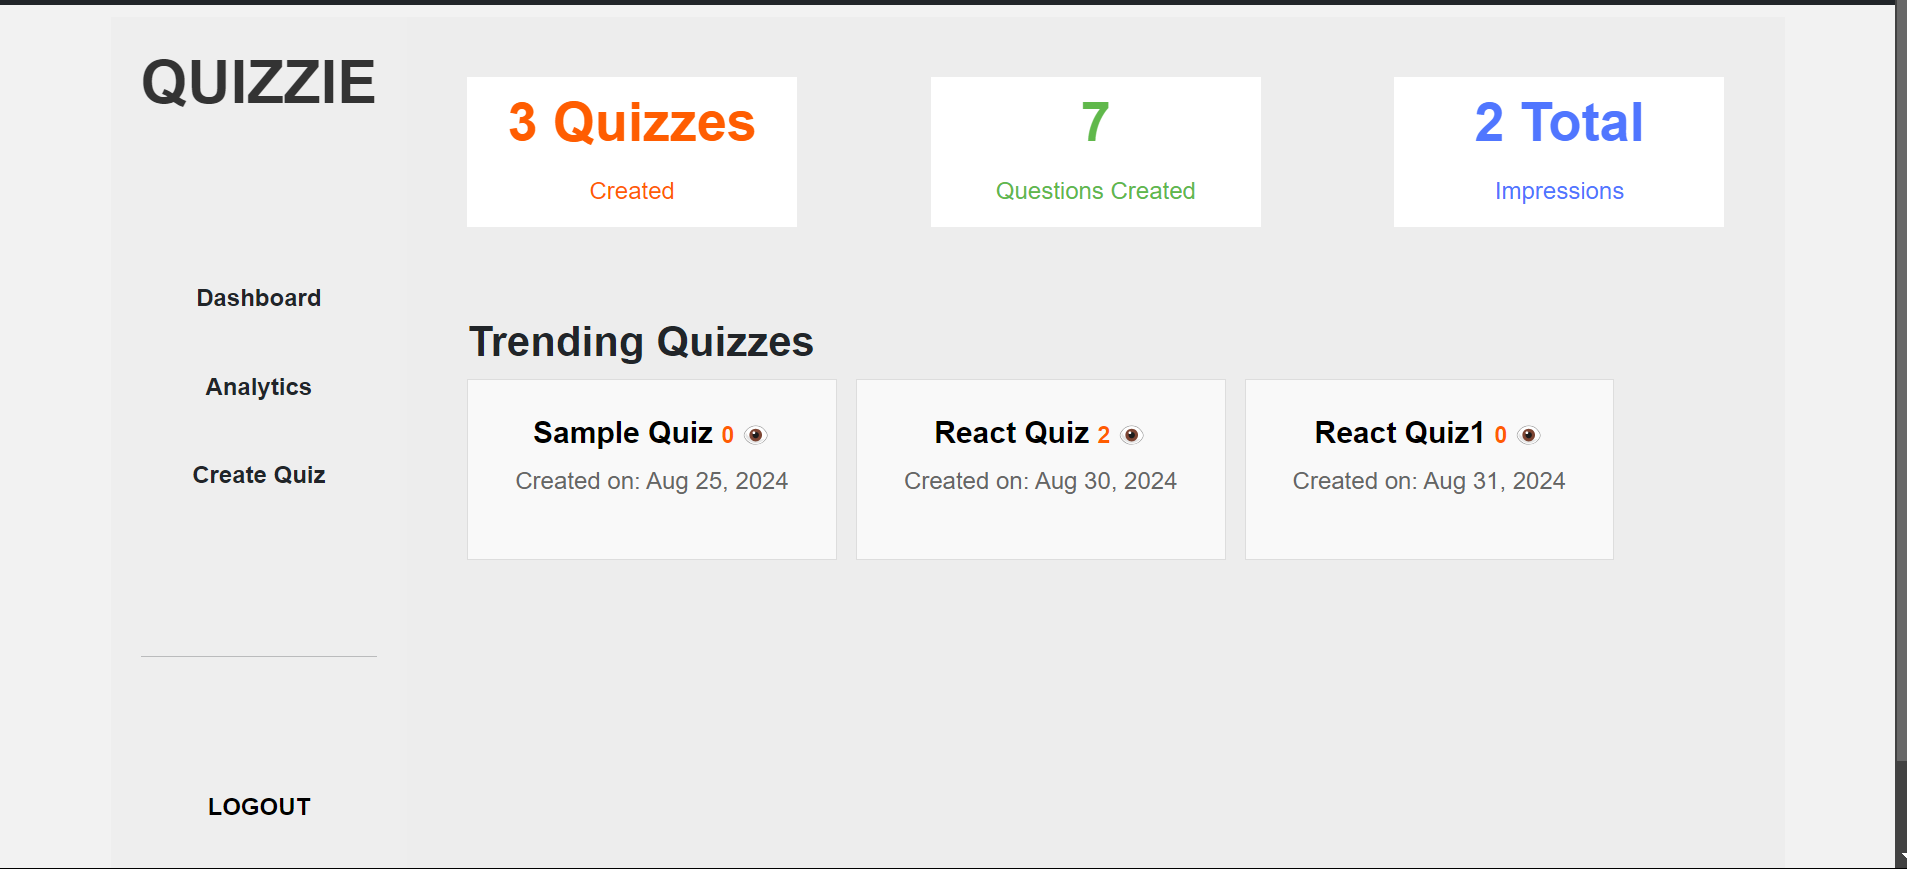 QUIZZIE
Dashboard
Analytics
Create Quiz
LOGOUT
3 Quizzes
Created
7
Questions Created
2 Total
Impressions
Trending Quizzes
Sample Quiz 0 👁
Created on: Aug 25, 2024
React Quiz 2 👁
Created on: Aug 30, 2024
React Quiz1 0 👁
Created on: Aug 31, 2024